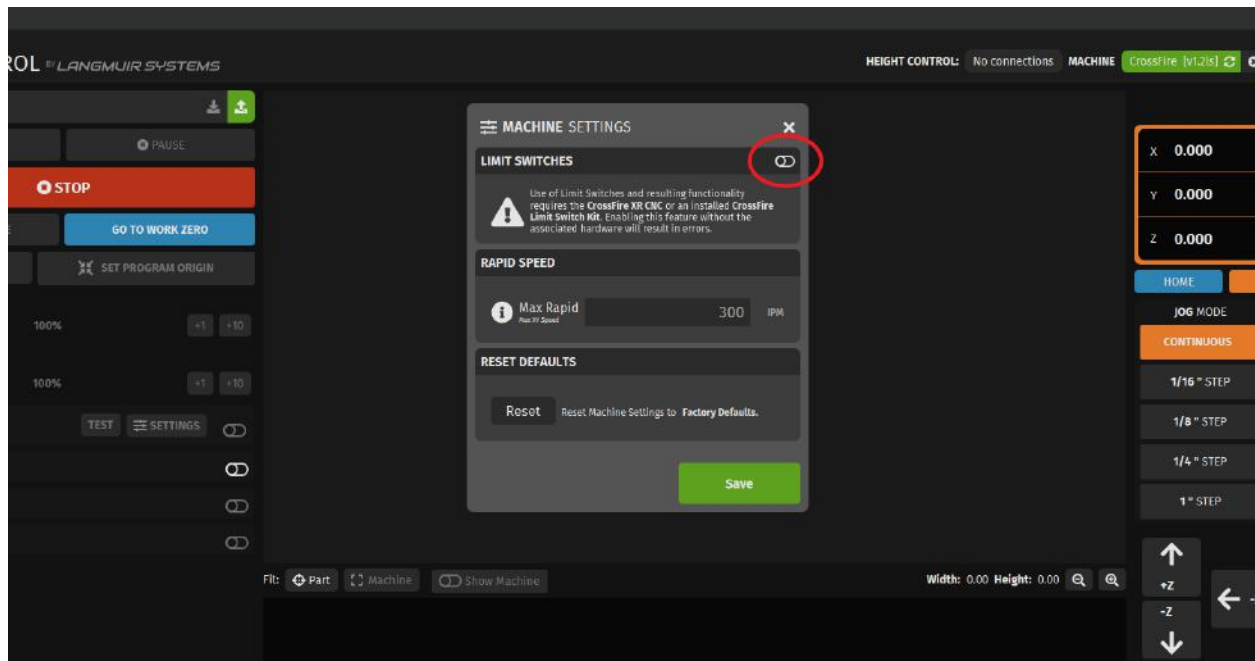 ROL BY LANGMUIR SYSTEMS
HEIGHT CONTROL: No connections MACHINE CrossFire [v1.2is]
PAUSE
STOP
GO TO WORK ZERO
SET PROGRAM ORIGIN
100% +1 +10
100% +1 +10
TEST SETTINGS
MACHINE SETTINGS
LIMIT SWITCHES
Use of Limit Switches and resulting functionality
requires the CrossFire XR CNC or an installed CrossFire
Limit Switch Kit. Enabling this feature without the
associated hardware will result in errors.
RAPID SPEED
Max Rapid 300 IPM
Max XY Speed
RESET DEFAULTS
Reset Reset Machine Settings to Factory Defaults.
Save
X 0.000
Y 0.000
Z 0.000
HOME
JOG MODE
CONTINUOUS
1/16 " STEP
1/8 " STEP
1/4 " STEP
1 " STEP
+Z
-Z
Fit: Part Machine Show Machine
Width: 0.00 Height: 0.00